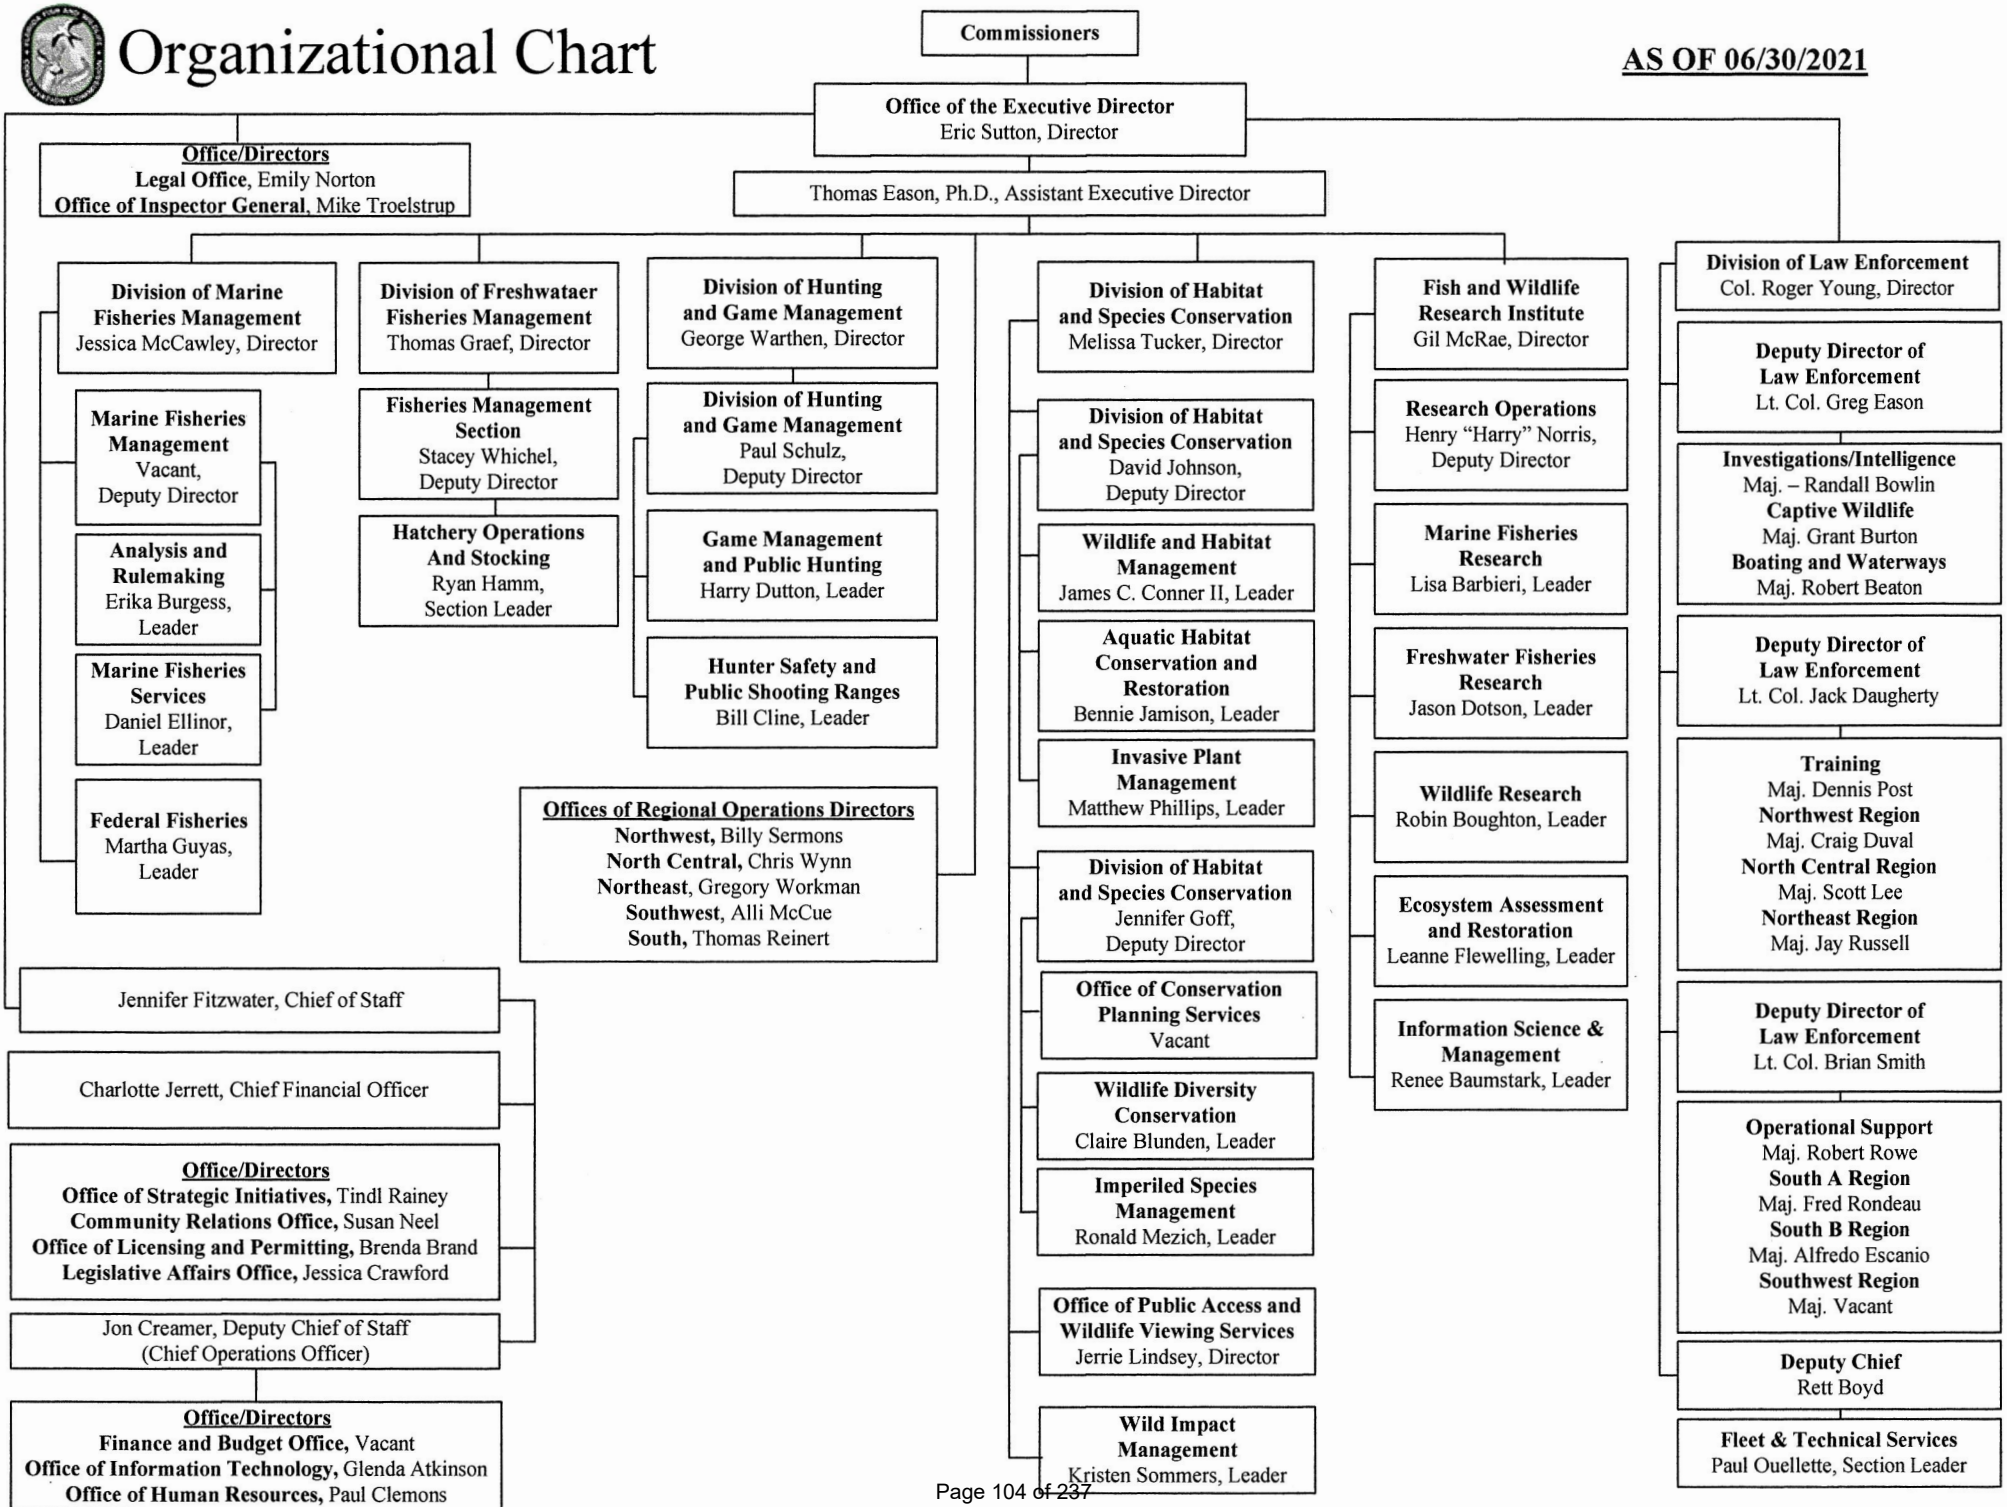 Organizational Chart
AS OF 06/30/2021
Commissioners
Office of the Executive Director
Eric Sutton, Director
Office/Directors
Legal Office, Emily Norton
Office of Inspector General, Mike Troelstrup
Thomas Eason, Ph.D., Assistant Executive Director
Division of Marine
Fisheries Management
Jessica McCawley, Director
Marine Fisheries
Management
Vacant,
Deputy Director
Analysis and
Rulemaking
Erika Burgess,
Leader
Marine Fisheries
Services
Daniel Ellinor,
Leader
Federal Fisheries
Martha Guyas,
Leader
Division of Freshwataer
Fisheries Management
Thomas Graef, Director
Fisheries Management
Section
Stacey Whichel,
Deputy Director
Hatchery Operations
And Stocking
Ryan Hamm,
Section Leader
Division of Hunting
and Game Management
George Warthen, Director
Division of Hunting
and Game Management
Paul Schulz,
Deputy Director
Game Management
and Public Hunting
Harry Dutton, Leader
Hunter Safety and
Public Shooting Ranges
Bill Cline, Leader
Offices of Regional Operations Directors
Northwest, Billy Sermons
North Central, Chris Wynn
Northeast, Gregory Workman
Southwest, Alli McCue
South, Thomas Reinert
Division of Habitat
and Species Conservation
Melissa Tucker, Director
Division of Habitat
and Species Conservation
David Johnson,
Deputy Director
Wildlife and Habitat
Management
James C. Conner II, Leader
Aquatic Habitat
Conservation and
Restoration
Bennie Jamison, Leader
Invasive Plant
Management
Matthew Phillips, Leader
Division of Habitat
and Species Conservation
Jennifer Goff,
Deputy Director
Office of Conservation
Planning Services
Vacant
Wildlife Diversity
Conservation
Claire Blunden, Leader
Imperiled Species
Management
Ronald Mezich, Leader
Office of Public Access and
Wildlife Viewing Services
Jerrie Lindsey, Director
Wild Impact
Management
Kristen Sommers, Leader
Fish and Wildlife
Research Institute
Gil McRae, Director
Research Operations
Henry “Harry” Norris,
Deputy Director
Marine Fisheries
Research
Lisa Barbieri, Leader
Freshwater Fisheries
Research
Jason Dotson, Leader
Wildlife Research
Robin Boughton, Leader
Ecosystem Assessment
and Restoration
Leanne Flewelling, Leader
Information Science &
Management
Renee Baumstark, Leader
Division of Law Enforcement
Col. Roger Young, Director
Deputy Director of
Law Enforcement
Lt. Col. Greg Eason
Investigations/Intelligence
Maj. – Randall Bowlin
Captive Wildlife
Maj. Grant Burton
Boating and Waterways
Maj. Robert Beaton
Deputy Director of
Law Enforcement
Lt. Col. Jack Daugherty
Training
Maj. Dennis Post
Northwest Region
Maj. Craig Duval
North Central Region
Maj. Scott Lee
Northeast Region
Maj. Jay Russell
Deputy Director of
Law Enforcement
Lt. Col. Brian Smith
Operational Support
Maj. Robert Rowe
South A Region
Maj. Fred Rondeau
South B Region
Maj. Alfredo Escanio
Southwest Region
Maj. Vacant
Deputy Chief
Rett Boyd
Fleet & Technical Services
Paul Ouellette, Section Leader
Jennifer Fitzwater, Chief of Staff
Charlotte Jerrett, Chief Financial Officer
Office/Directors
Office of Strategic Initiatives, Tindl Rainey
Community Relations Office, Susan Neel
Office of Licensing and Permitting, Brenda Brand
Legislative Affairs Office, Jessica Crawford
Jon Creamer, Deputy Chief of Staff
(Chief Operations Officer)
Office/Directors
Finance and Budget Office, Vacant
Office of Information Technology, Glenda Atkinson
Office of Human Resources, Paul Clemons
Page 104 of 237